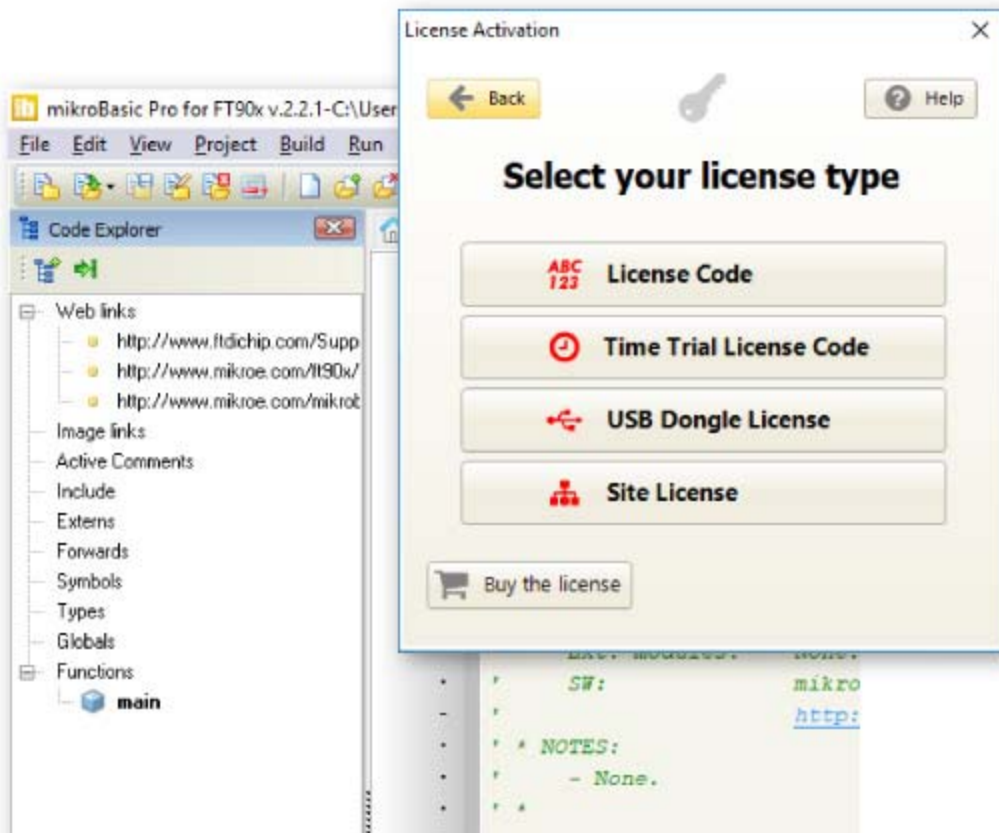 License Activation
Back
Help
Select your license type
ABC
123
License Code
Time Trial License Code
USB Dongle License
Site License
Buy the license
mikroBasic Pro for FT90x v.2.2.1-C:\User
File Edit View Project Build Run
Code Explorer
Web links
http://www.ftdichip.com/Supp
http://www.mikroe.com/ft90x/
http://www.mikroe.com/mikrob
Image links
Active Comments
Include
Externs
Forwards
Symbols
Types
Globals
Functions
main
Ext. modules: None.
' SW: mikro
' http:
' * NOTES:
' - None.
' *